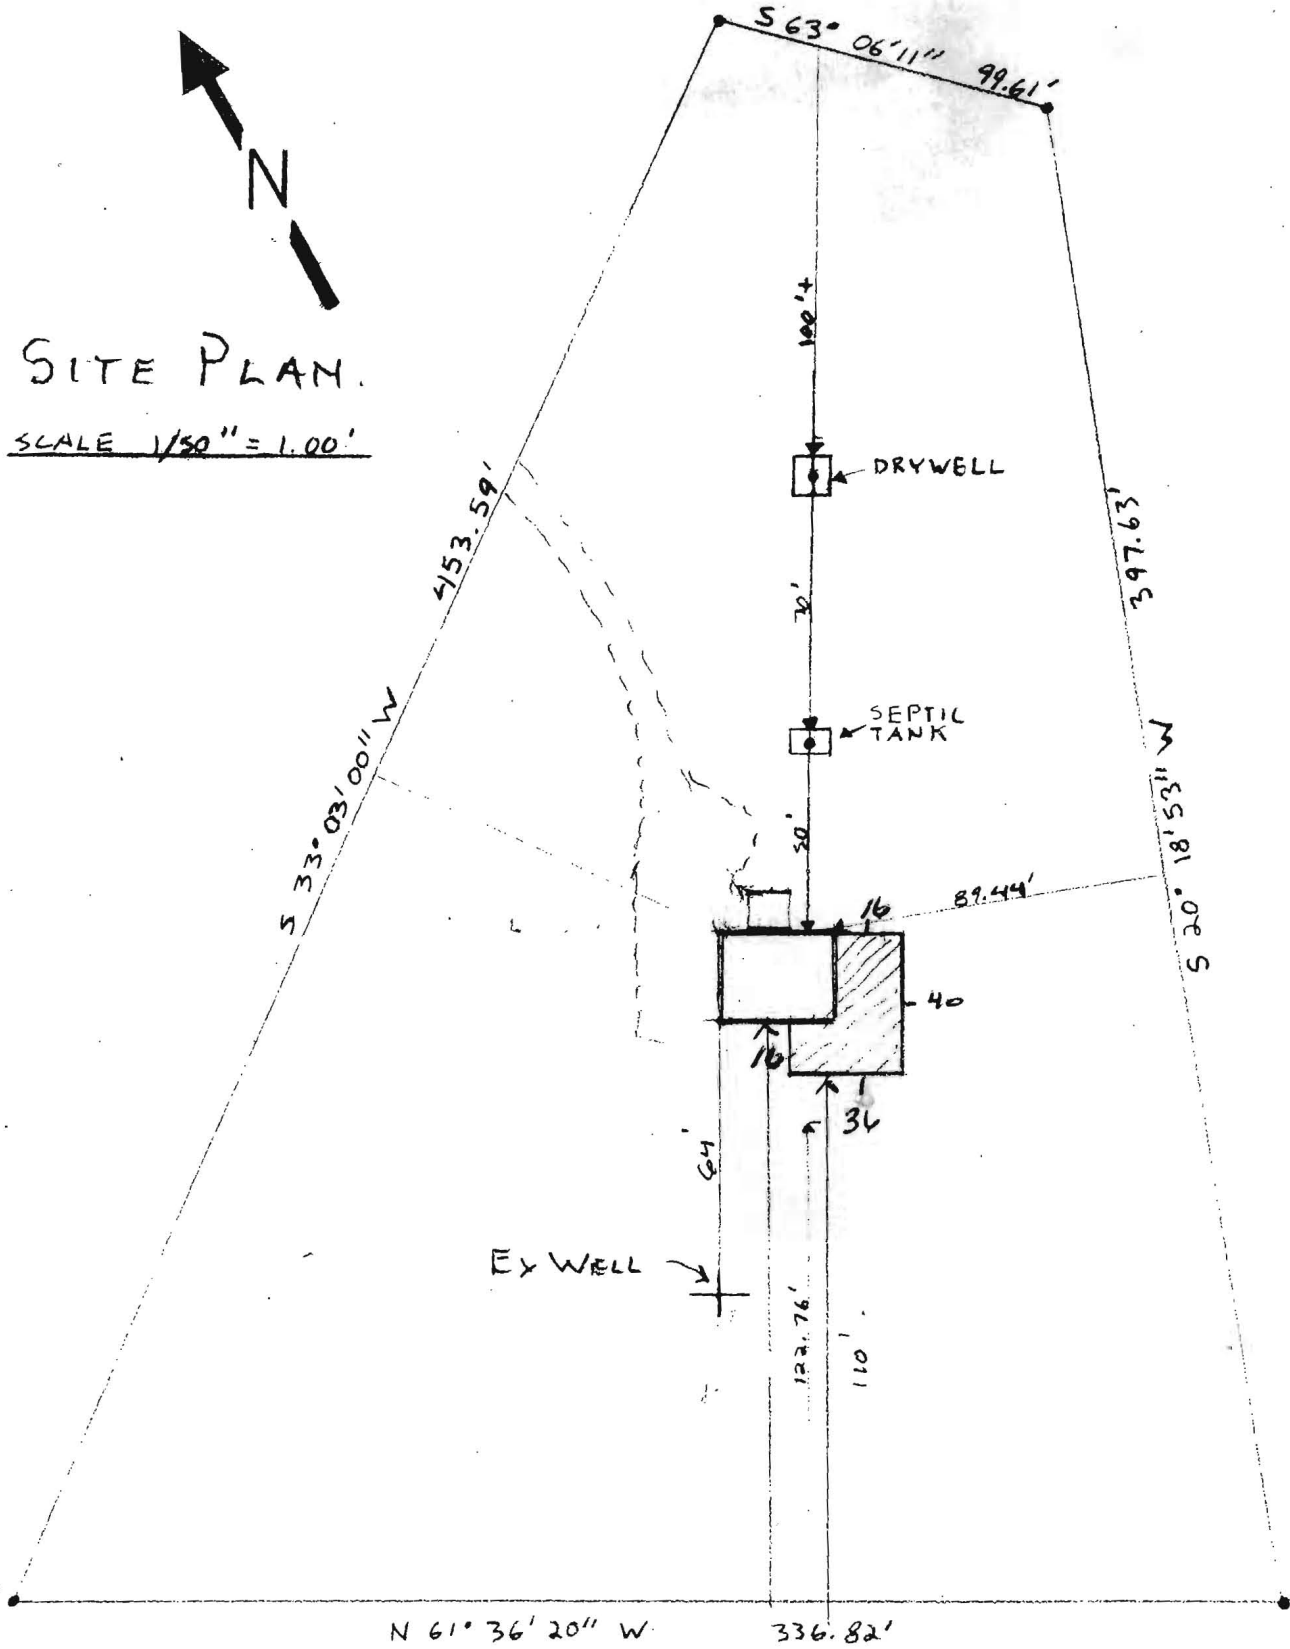 S 63° 06' 11" 99.61'
N
SITE PLAN.
SCALE 1/50" = 1.00'
100'+
DRYWELL
453.59'
397.63'
70'
SEPTIC
TANK
S 33° 03' 00" W
S 20° 18' 53" W
50'
89.44'
16
40
16
36
64'
EX WELL
122.76'
110'
N 61° 36' 20" W. 336.82'